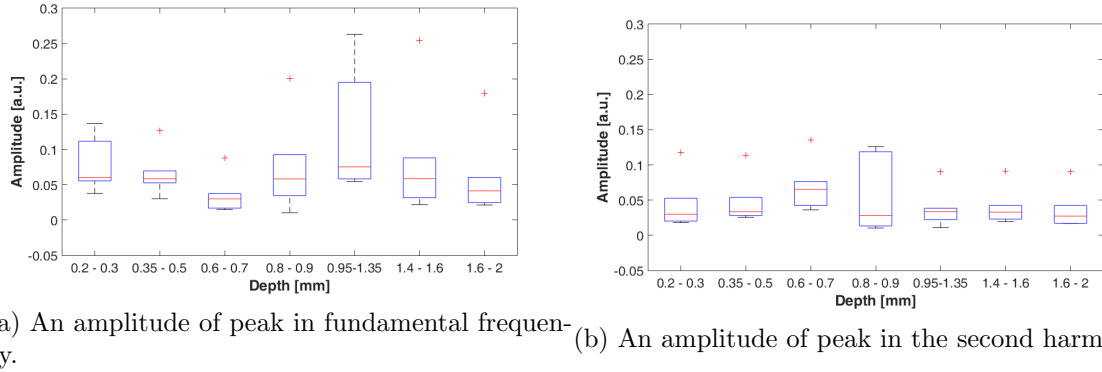 0.3
0.25
0.2
0.15
0.1
0.05
0
-0.05
Amplitude [a.u.]
0.2 - 0.3 0.35 - 0.5 0.6 - 0.7 0.8 - 0.9 0.95-1.35 1.4 - 1.6 1.6 - 2
Depth [mm]
a) An amplitude of peak in fundamental frequen-
y.
0.3
0.25
0.2
0.15
0.1
0.05
0
-0.05
Amplitude [a.u.]
0.2 - 0.3 0.35 - 0.5 0.6 - 0.7 0.8 - 0.9 0.95-1.35 1.4 - 1.6 1.6 - 2
Depth [mm]
(b) An amplitude of peak in the second harm